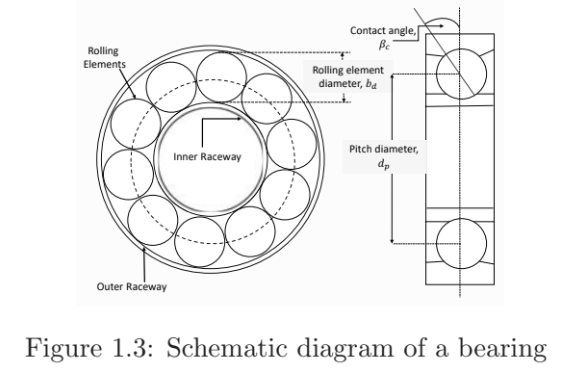 Contact angle,
β_c
Rolling
Elements
Rolling element
diameter, b_d
Inner Raceway
Pitch diameter,
d_p
Outer Raceway
Figure 1.3: Schematic diagram of a bearing